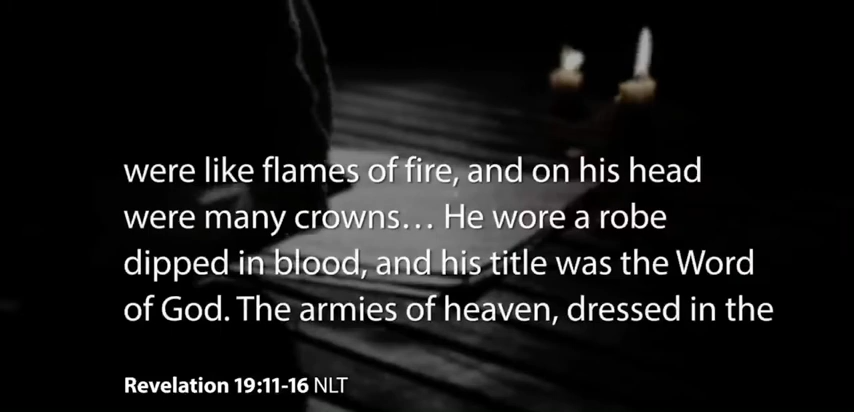 were like flames of fire, and on his head
were many crowns… He wore a robe
dipped in blood, and his title was the Word
of God. The armies of heaven, dressed in the
Revelation 19:11-16 NLT